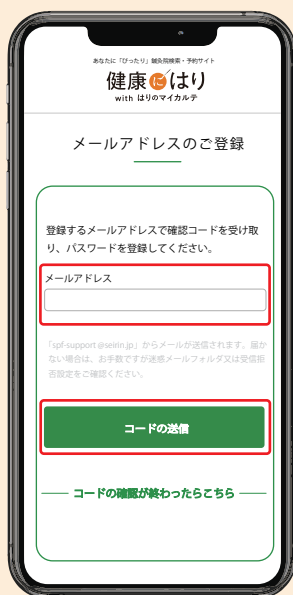 あなたに「ぴったり」鍼灸院検索・予約サイト
健康にはり
with はりのマイカルテ
メールアドレスのご登録
登録するメールアドレスで確認コードを受け取
り、パスワードを登録してください。
メールアドレス
「spf-support@seirin.jp」からメールが送信されます。届か
ない場合は、お手数ですが迷惑メールフォルダ又は受信拒
否設定をご確認ください。
コードの送信
コードの確認が終わったらこちら